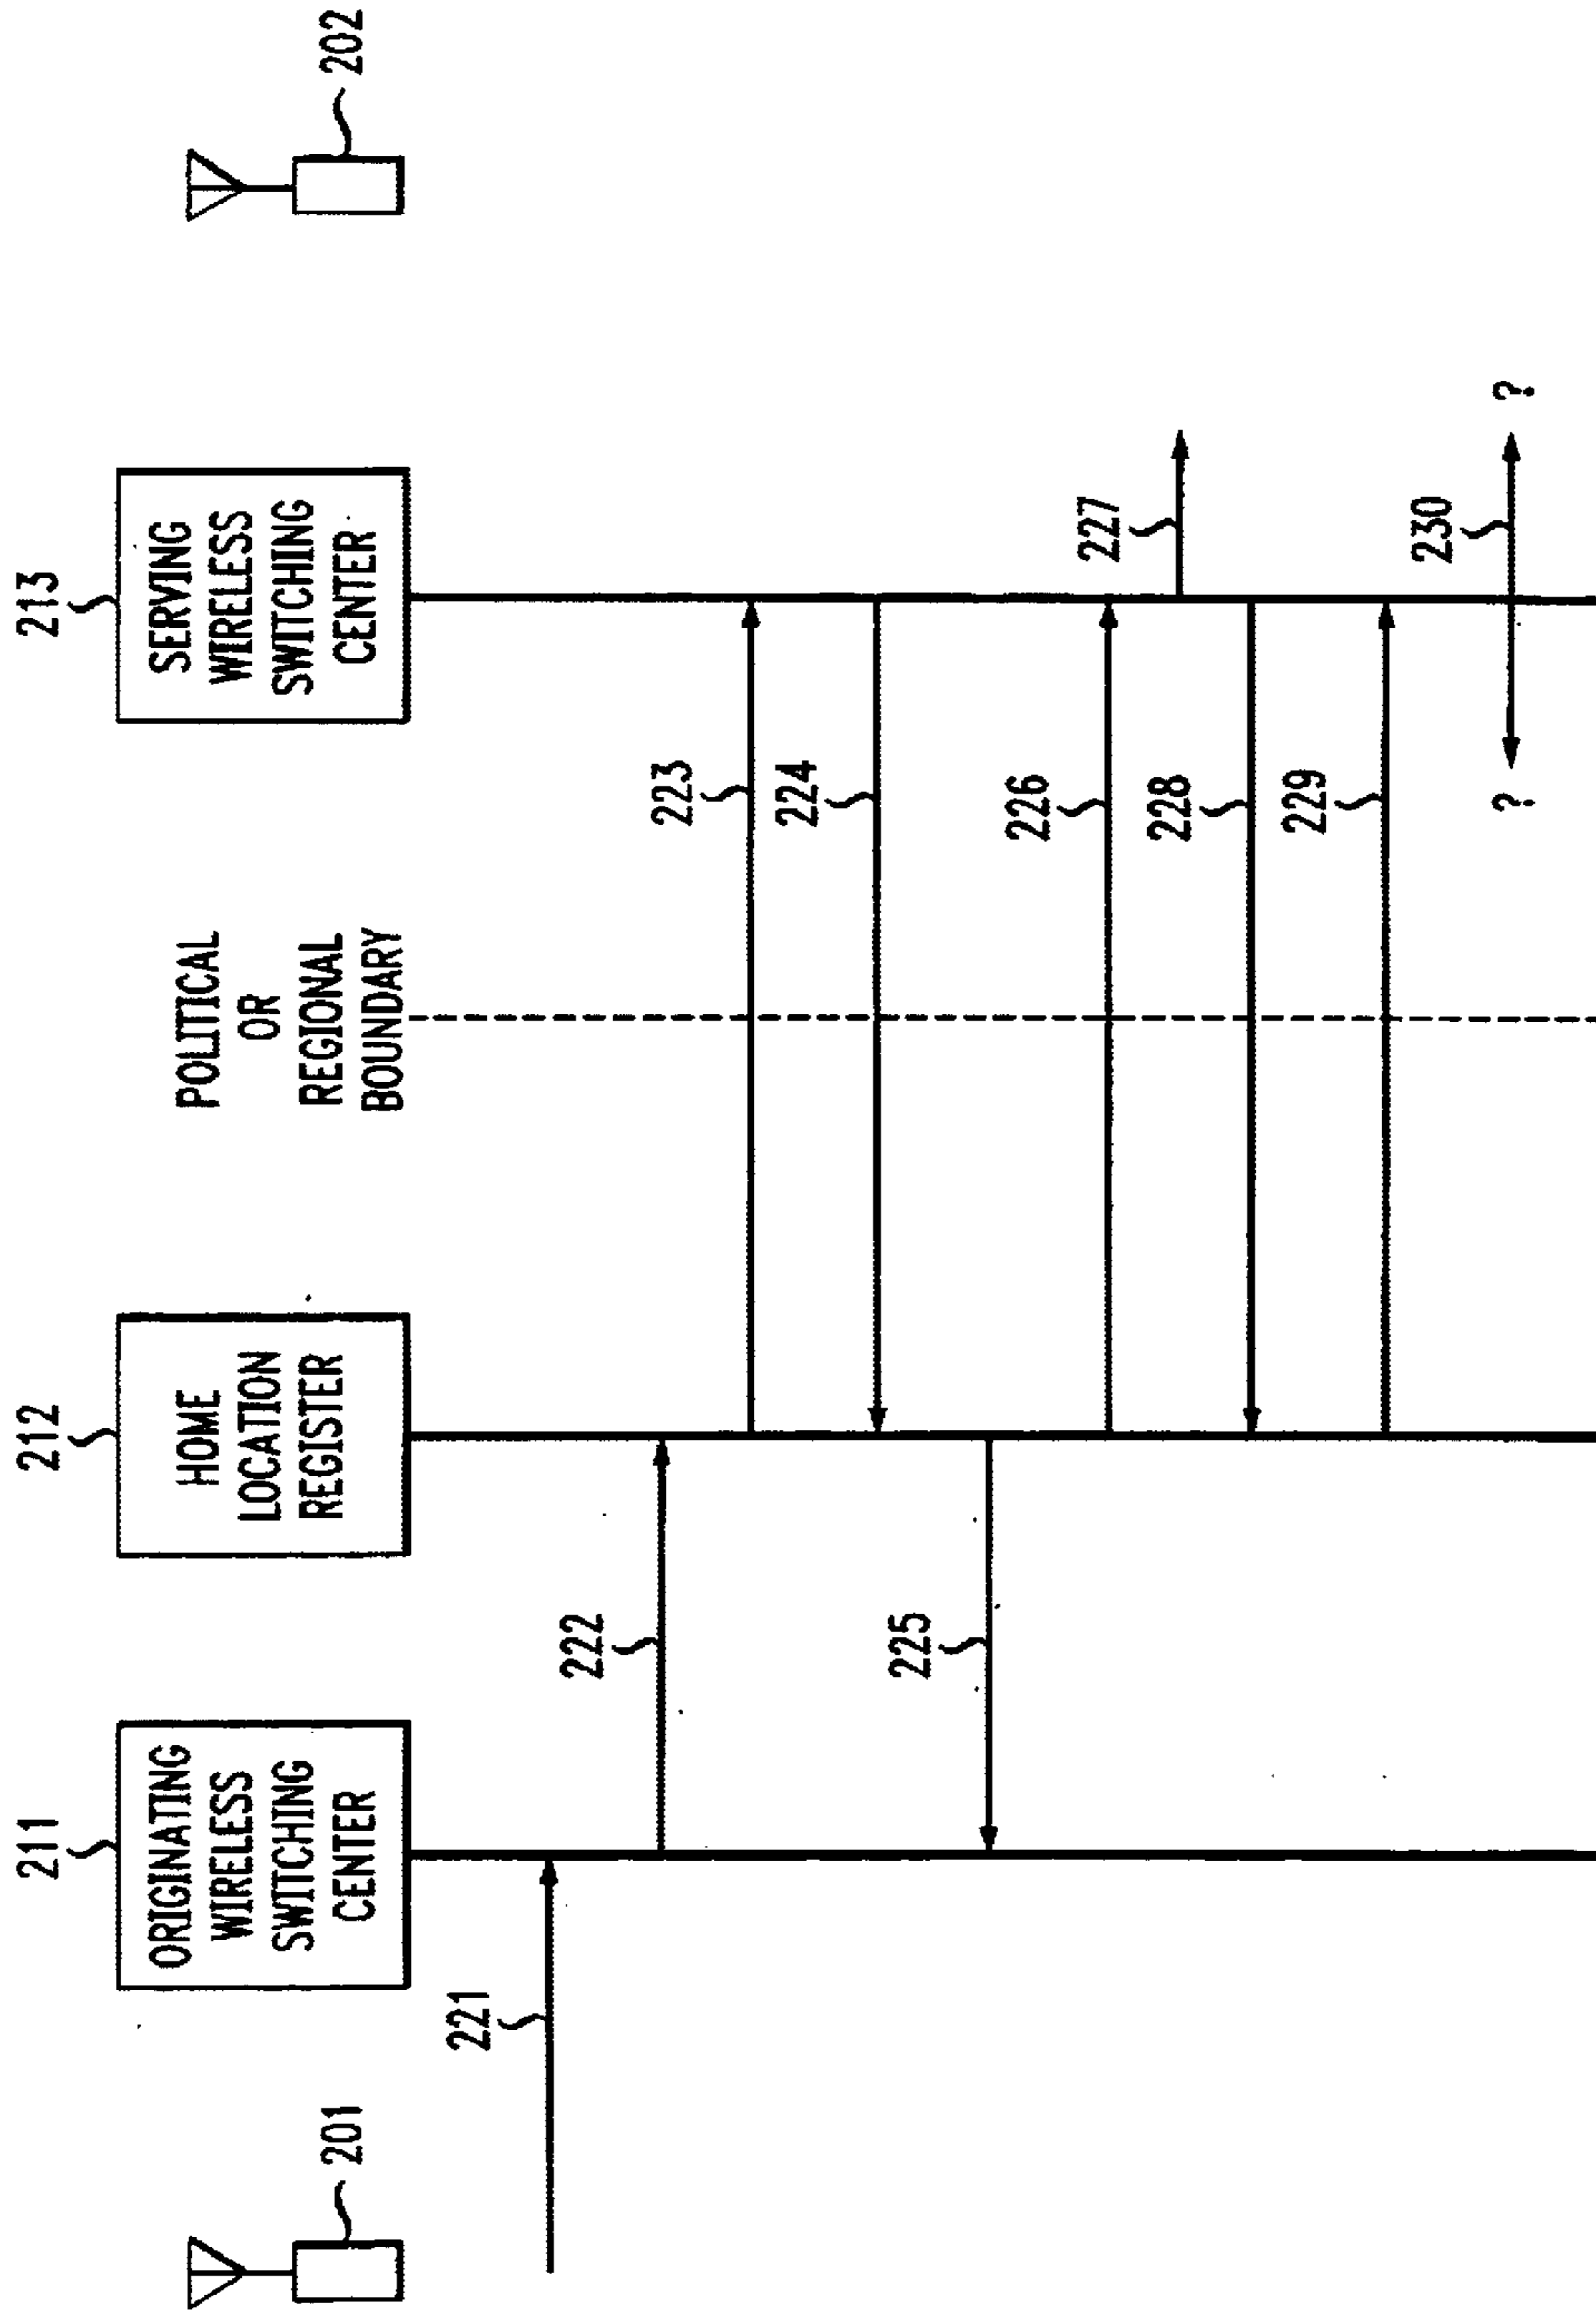 211
212
213
ORIGINATING
WIRELESS
SWITCHING
CENTER
HOME
LOCATION
REGISTER
POLITICAL
OR
REGIONAL
BOUNDARY
SERVING
WIRELESS
SWITCHING
CENTER
201
202
221
222
223
224
225
226
227
228
229
230
?
?